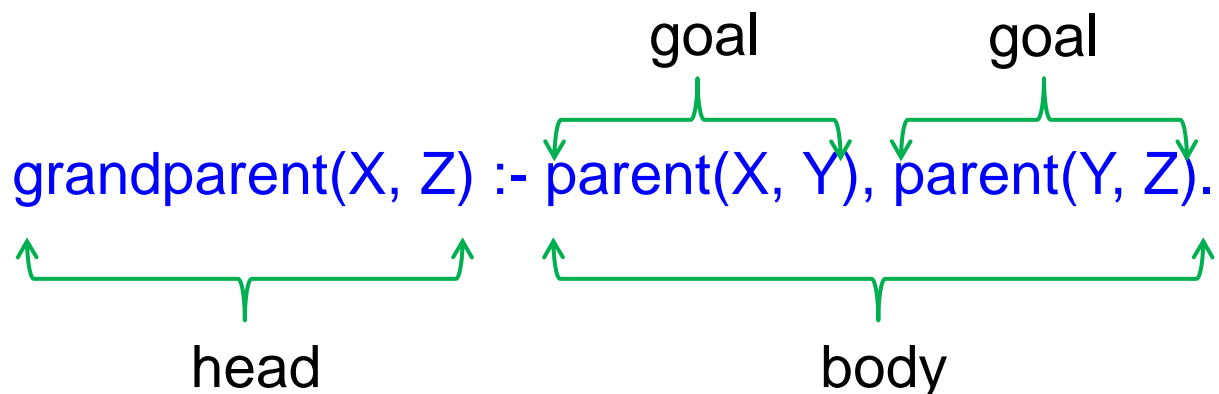 goal goal
grandparent(X, Z) :- parent(X, Y), parent(Y, Z).
head body